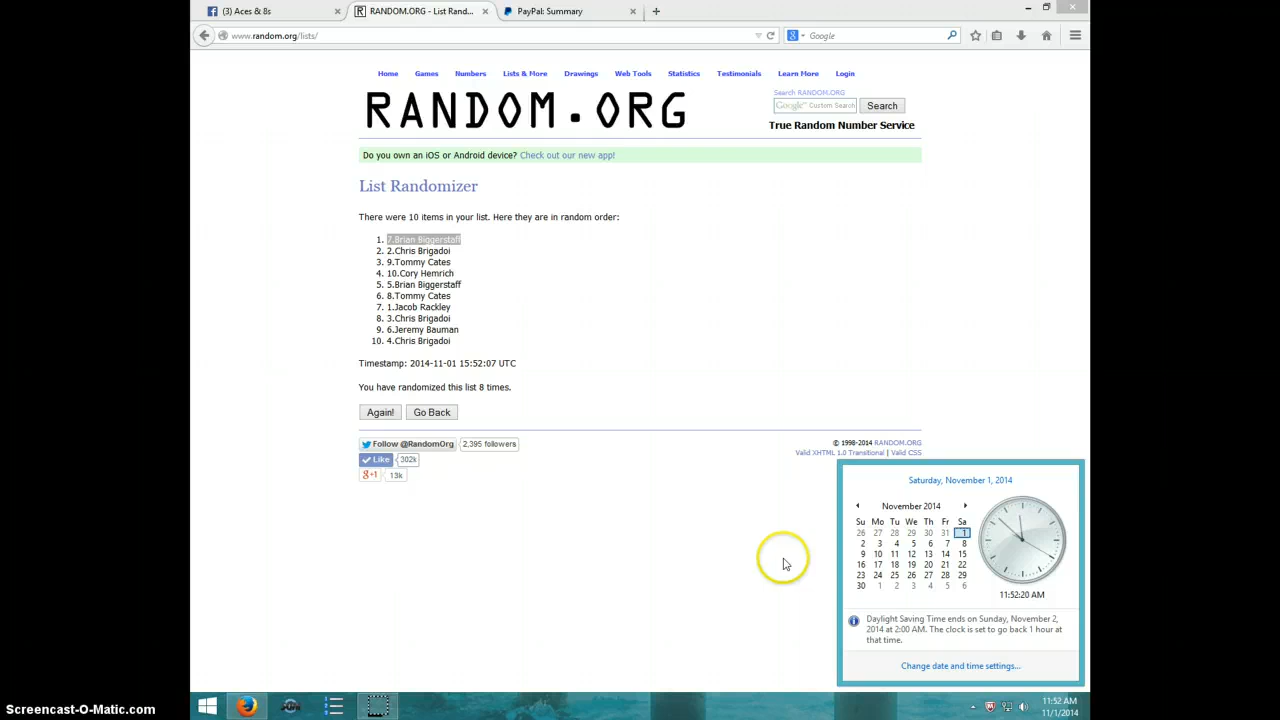 (3) Aces & 8s
RANDOM.ORG - List Rand...
PayPal: Summary
www.random.org/lists/
Google
Home Games Numbers Lists & More Drawings Web Tools Statistics Testimonials Learn More Login
RANDOM.ORG
Search RANDOM.ORG
Google™ Custom Search
Search
True Random Number Service
Do you own an iOS or Android device? Check out our new app!
List Randomizer
There were 10 items in your list. Here they are in random order:
1. 7.Brian Biggerstaff
2. 2.Chris Brigadoi
3. 9.Tommy Cates
4. 10.Cory Hemrich
5. 5.Brian Biggerstaff
6. 8.Tommy Cates
7. 1.Jacob Rackley
8. 3.Chris Brigadoi
9. 6.Jeremy Bauman
10. 4.Chris Brigadoi
Timestamp: 2014-11-01 15:52:07 UTC
You have randomized this list 8 times.
Again! Go Back
Follow @RandomOrg 2,395 followers
Like 302k
g+1 13k
© 1998-2014 RANDOM.ORG
Valid XHTML 1.0 Transitional | Valid CSS
Saturday, November 1, 2014
November 2014
Su Mo Tu We Th Fr Sa
26 27 28 29 30 31 1
2 3 4 5 6 7 8
9 10 11 12 13 14 15
16 17 18 19 20 21 22
23 24 25 26 27 28 29
30 1 2 3 4 5 6
11:52:20 AM
Daylight Saving Time ends on Sunday, November 2,
2014 at 2:00 AM. The clock is set to go back 1 hour at
that time.
Change date and time settings...
11:52 AM
11/1/2014
Screencast-O-Matic.com